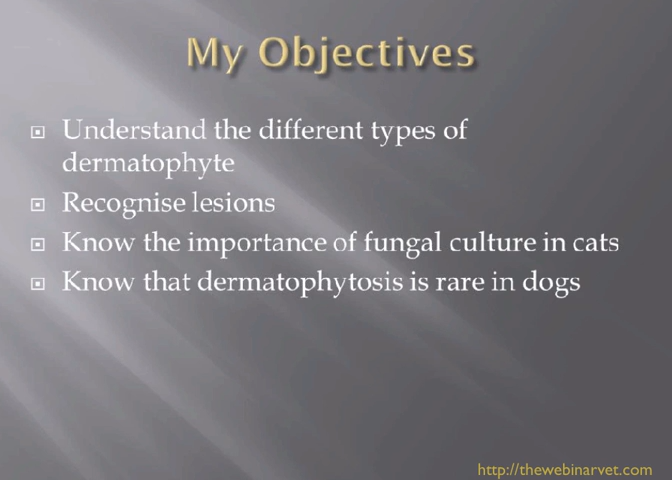 My Objectives
Understand the different types of
dermatophyte
Recognise lesions
Know the importance of fungal culture in cats
Know that dermatophytosis is rare in dogs
http://thewebinarvet.com